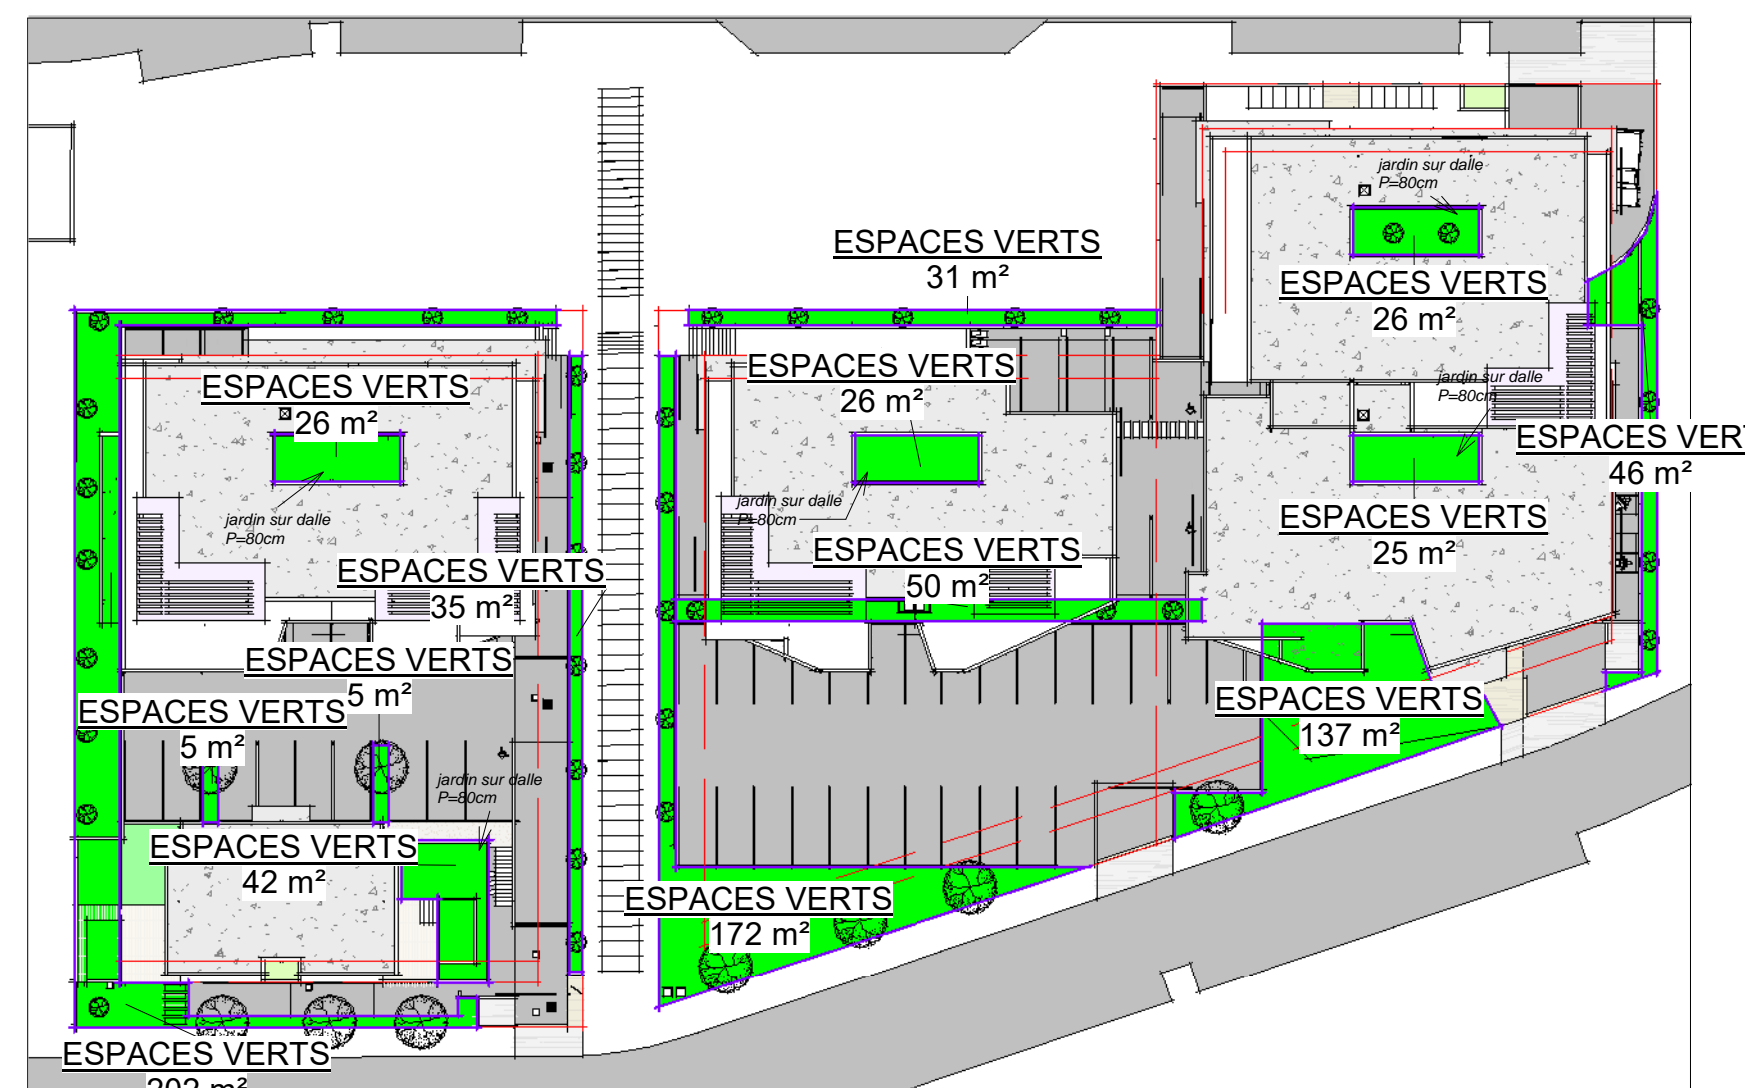 jardin sur dalle
P=80cm
ESPACES VERTS
31 m²
ESPACES VERTS
26 m²
ESPACES VERTS
26 m²
ESPACES VERTS
26 m²
jardin sur dalle
P=80cm
ESPACES VERT
46 m²
jardin sur dalle
P=80cm
jardin sur dalle
P=80cm
ESPACES VERTS
25 m²
ESPACES VERTS
50 m²
ESPACES VERTS
35 m²
ESPACES VERTS
5 m²
ESPACES VERTS
5 m²
ESPACES VERTS
137 m²
jardin sur dalle
P=80cm
ESPACES VERTS
42 m²
ESPACES VERTS
172 m²
ESPACES VERTS